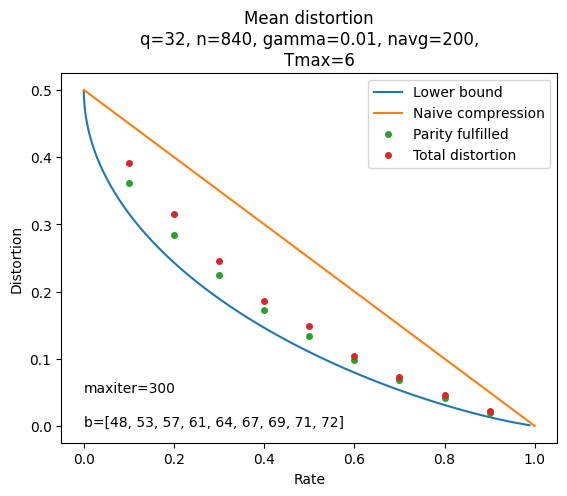 Mean distortion
q=32, n=840, gamma=0.01, navg=200,
Tmax=6
Lower bound
Naive compression
Parity fulfilled
Total distortion
0.5
0.4
0.3
0.2
0.1
0.0
Distortion
maxiter=300
b=[48, 53, 57, 61, 64, 67, 69, 71, 72]
0.0 0.2 0.4 0.6 0.8 1.0
Rate